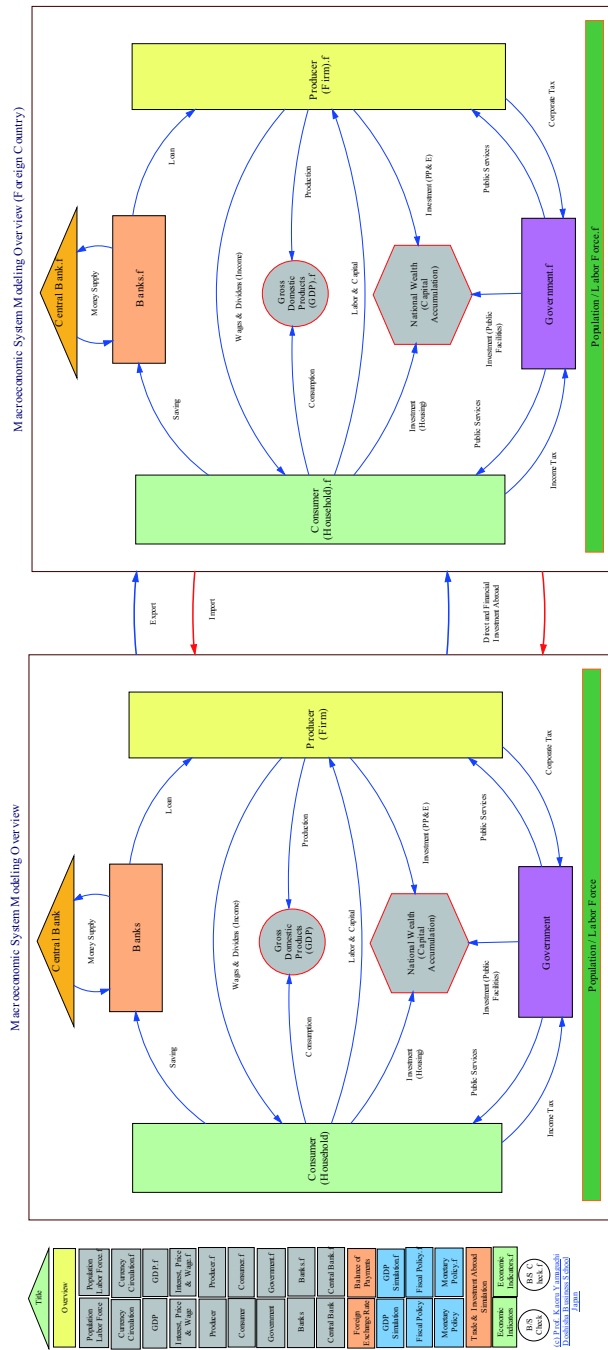 Title
Overview
Population
Labor Force
Population
Labor Force.f
Currency
Circulation
Currency
Circulation.f
GDP
GDP.f
Interest, Price
& Wage
Interest, Price
& Wage.f
Producer
Producer.f
Consumer
Consumer.f
Government
Government.f
Banks
Banks.f
Central Bank
Central Bank.f
Foreign
Exchange Rate
Balance of
Payments
GDP
Simulation
GDP
Simulation.f
Fiscal Policy
Fiscal Policy.f
Monetary
Policy
Monetary
Policy.f
Trade & Investment Abroad
Simulation
Economic
Indicators
Economic
Indicators.f
B/S
Check
B/S C
heck.f
(c) Prof. Kaoru Yamaguchi
Doshisha Business School
Japan
Macroeconomic System Modeling Overview
Central Bank
Money Supply
Banks
Saving
Loan
Consumer
(Household)
Producer
(Firm)
Wages & Dividens (Income)
Gross
Domestic
Products
(GDP)
Consumption
Production
Labor & Capital
National Wealth
(Capital
Accumulation)
Investment
(Housing)
Investment (PP& E)
Investment (Public
Facilities)
Public Services
Public Services
Government
Income Tax
Corporate Tax
Population / Labor Force
Export
Import
Direct and Financial
Investment Abroad
Macroeconomic System Modeling Overview (Foreign Country)
Central Bank.f
Money Supply
Banks.f
Saving
Loan
Consumer
(Household).f
Producer
(Firm).f
Wages & Dividens (Income)
Gross
Domestic
Products
(GDP).f
Consumption
Production
Labor & Capital
National Wealth
(Capital
Accumulation)
Investment
(Housing)
Investment (PP& E)
Investment (Public
Facilities)
Public Services
Public Services
Government.f
Income Tax
Corporate Tax
Population / Labor Force.f